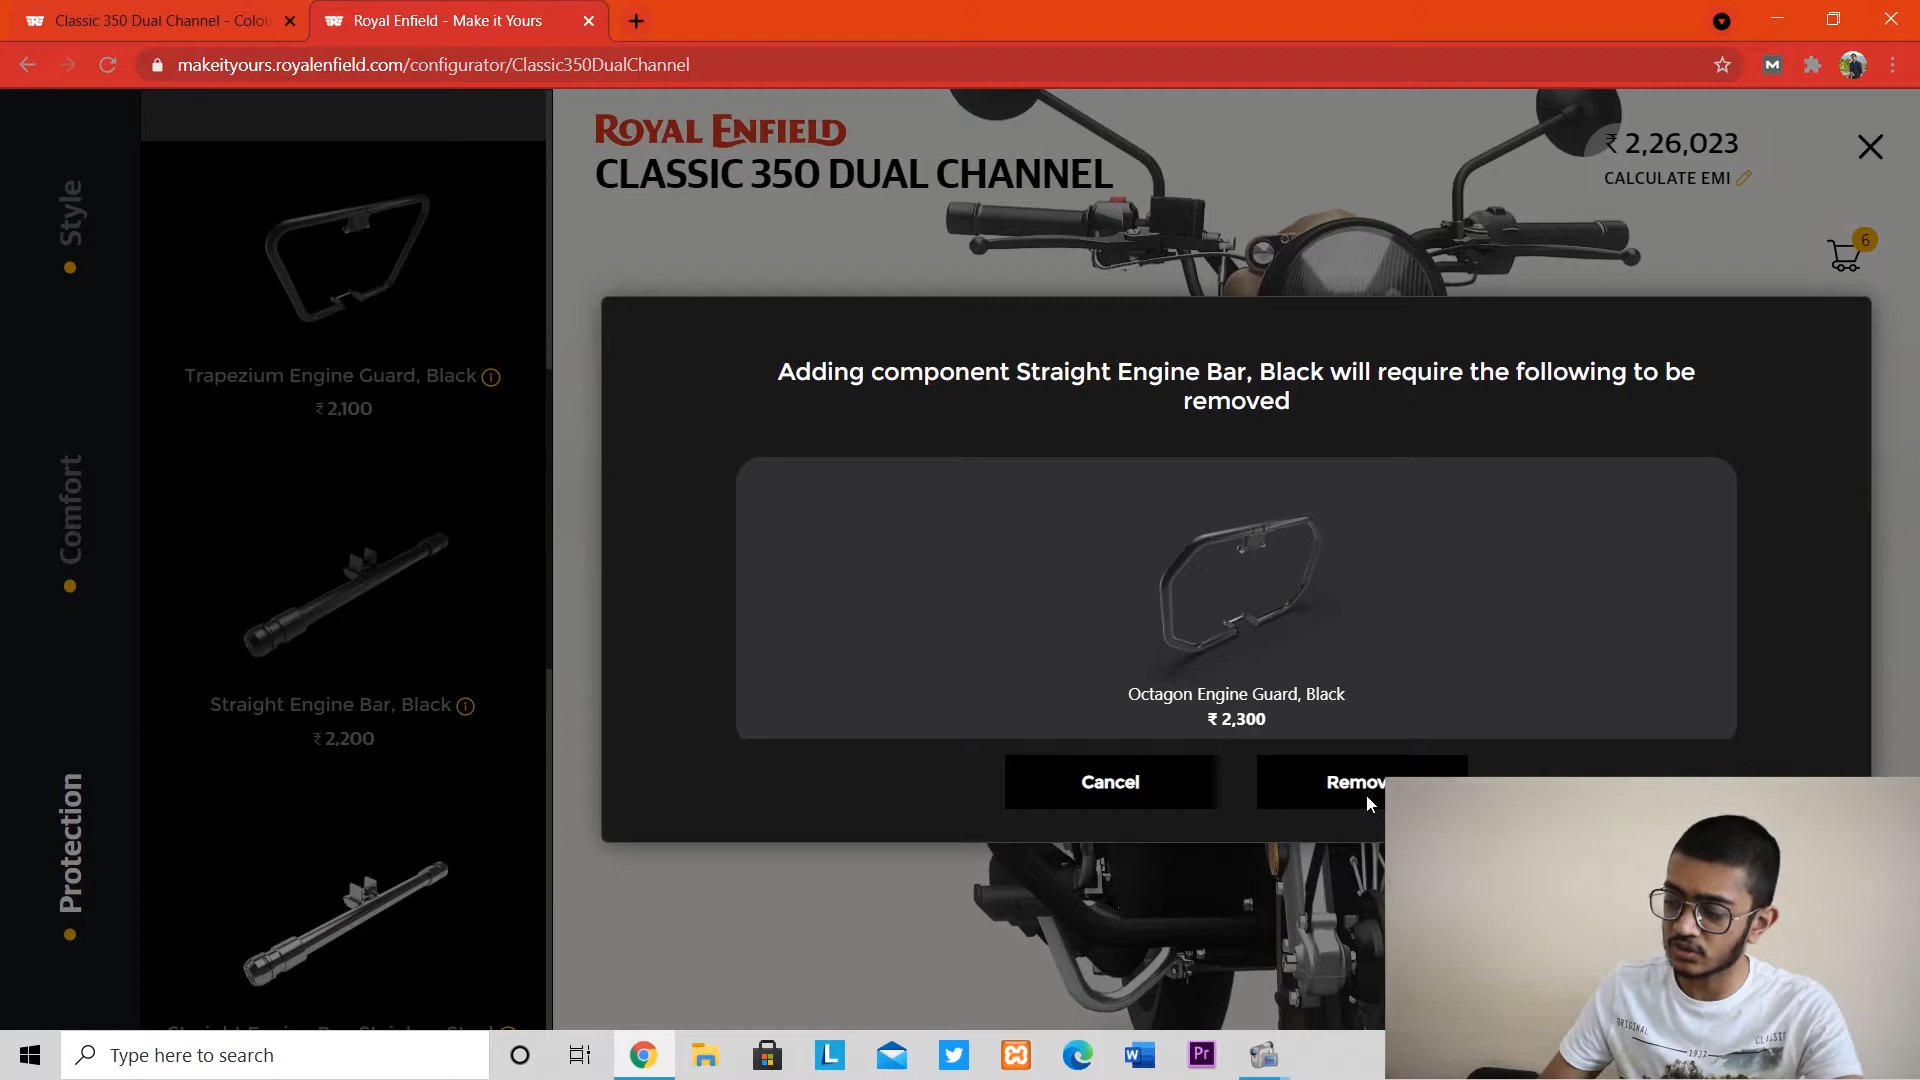 Classic 350 Dual Channel - Colou
Royal Enfield - Make it Yours
makeityours.royalenfield.com/configurator/Classic350DualChannel
ROYAL ENFIELD
CLASSIC 350 DUAL CHANNEL
₹ 2,26,023
CALCULATE EMI
6
Style
Comfort
Protection
Trapezium Engine Guard, Black
₹ 2,100
Straight Engine Bar, Black
₹ 2,200
Adding component Straight Engine Bar, Black will require the following to be
removed
Octagon Engine Guard, Black
₹ 2,300
Cancel
Remov
ORIGINAL
CLASSIC
1932
Type here to search